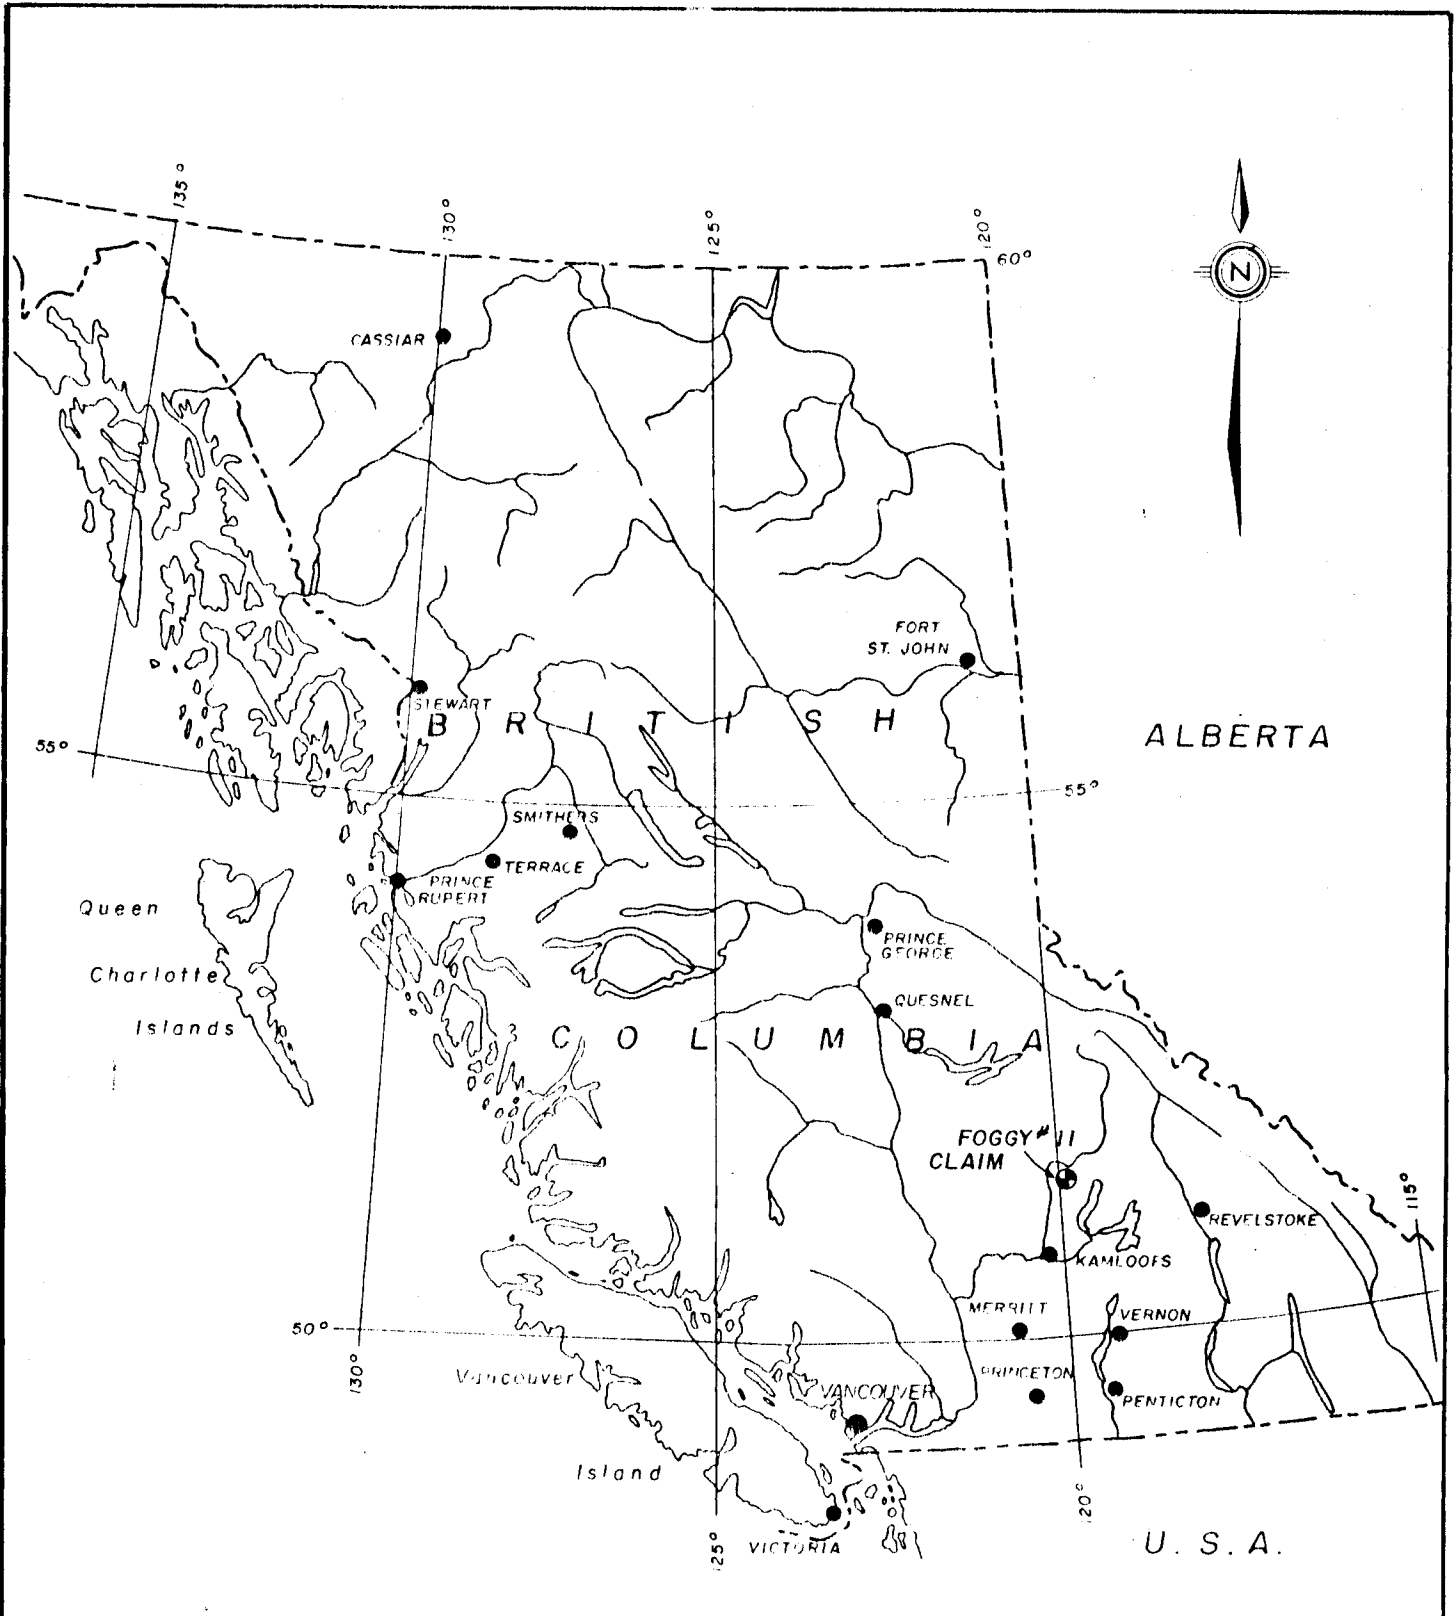 135°
130°
125°
120°
60°
N
CASSIAR
FORT
ST. JOHN
STEWART
BRITISH
ALBERTA
55°
55°
SMITHERS
TERRACE
PRINCE
RUPERT
Queen
Charlotte
Islands
PRINCE
GEORGE
QUESNEL
COLUMBIA
FOGGY #11
CLAIM
115°
REVELSTOKE
KAMLOOPS
MERRITT
VERNON
50°
130°
Vancouver
PRINCETON
VANCOUVER
PENTICTON
Island
120°
125°
VICTORIA
U.S.A.